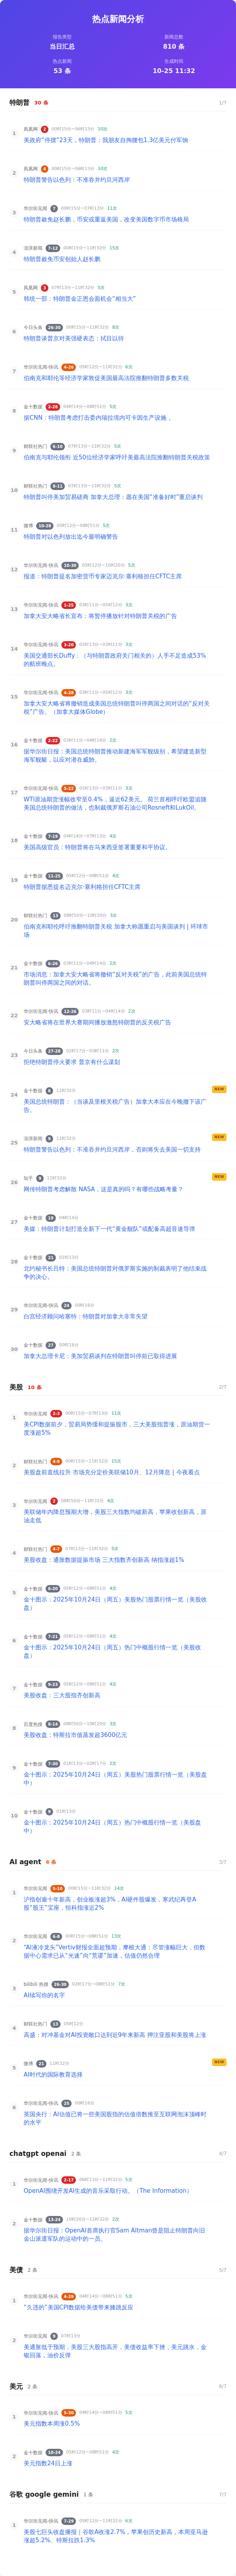 热点新闻分析
报告类型
当日汇总
新闻总数
810 条
热点新闻
53 条
生成时间
10-25 11:32
特朗普 30 条
1/7
1
凤凰网 2 00时15分~06时13分 10次
美政府“停摆”23天，特朗普：我朋友自掏腰包1.3亿美元付军饷
2
凤凰网 4 00时15分~06时13分 10次
特朗普警告以色列：不准吞并约旦河西岸
3
华尔街见闻 7 00时15分~07时13分 11次
特朗普赦免赵长鹏，币安或重返美国，改变美国数字币市场格局
4
澎湃新闻 7-12 00时15分~11时32分 15次
特朗普赦免币安创始人赵长鹏
5
凤凰网 3 07时13分~11时32分 5次
韩统一部：特朗普金正恩会面机会“相当大”
6
今日头条 26-30 00时15分~11时32分 8次
特朗普谈普京对美强硬表态：拭目以待
7
华尔街见闻-快讯 4-26 05时12分~11时32分 6次
伯南克和耶伦等经济学家敦促美国最高法院推翻特朗普多数关税
8
金十数据 2-28 04时14分~08时51分 5次
据CNN：特朗普考虑打击委内瑞拉境内可卡因生产设施 。
9
财联社热门 6-10 07时13分~11时32分 5次
伯南克与耶伦领衔 近50位经济学家呼吁美最高法院推翻特朗普关税政策
10
财联社热门 8-11 07时13分~11时32分 5次
特朗普叫停美加贸易磋商 加拿大总理：愿在美国“准备好时”重启谈判
11
微博 10-28 05时12分~08时51分 5次
特朗普对以色列放出迄今最明确警告
12
华尔街见闻-快讯 10-30 05时12分~10时20分 5次
报道：特朗普提名加密货币专家迈克尔·塞利格担任CFTC主席
13
华尔街见闻-快讯 1-25 03时11分~05时12分 3次
加拿大安大略省长宣布：将暂停播放针对特朗普关税的广告
14
华尔街见闻-快讯 3-20 01时13分~03时11分 3次
美国交通部长Duffy：（与特朗普政府关门相关的）人手不足造成53%的航班晚点。
15
华尔街见闻-快讯 4-28 03时11分~05时12分 3次
加拿大安大略省将撤销造成美国总统特朗普叫停两国之间对话的“反对关税”广告。（加拿大媒体Globe）
16
金十数据 2-22 03时11分~04时14分 2次
据华尔街日报：美国总统特朗普推动新建海军军舰级别，希望建造新型海军舰艇，以应对潜在威胁。
17
华尔街见闻-快讯 5-22 01时13分~03时11分 3次
WTI原油期货涨幅收窄至0.4%，逼近62美元。 荷兰首相呼吁欧盟追随美国总统特朗普的做法，也制裁俄罗斯石油公司Rosneft和LukOil。
18
金十数据 7-19 04时14分~07时13分 4次
美国高级官员：特朗普将在马来西亚签署重要和平协议。
19
金十数据 11-25 05时12分~08时51分 4次
特朗普据悉提名迈克尔·塞利格担任CFTC主席
20
财联社热门 15 08时50分~11时20分 3次
伯南克和耶伦呼吁推翻特朗普关税 加拿大称愿重启与美国谈判 | 环球市场
21
金十数据 6-26 03时11分~04时14分 2次
市场消息：加拿大安大略省将撤销“反对关税”的广告，此前美国总统特朗普叫停两国之间的对话。
22
华尔街见闻-快讯 12-26 03时11分~04时14分 2次
安大略省将在世界大赛期间播放激怒特朗普的反关税广告
23
今日头条 27-28 02时17分~03时11分 2次
拒绝特朗普停火要求 普京有什么谋划
24
金十数据 8 11时32分 NEW
美国总统特朗普：（当谈及里根关税广告）加拿大本应在今晚撤下该广告。
25
澎湃新闻 9 11时32分 NEW
特朗普警告以色列：不准吞并约旦河西岸，否则将失去美国一切支持
26
知乎 9 11时32分 NEW
网传特朗普考虑解散 NASA，这是真的吗？有哪些战略考量？
27
金十数据 19 04时14分
美媒：特朗普计划打造全新下一代“黄金舰队”或配备高超音速导弹
28
金十数据 21 01时13分
北约秘书长吕特：美国总统特朗普对俄罗斯实施的制裁表明了他结束战争的决心。
29
华尔街见闻-快讯 24 00时16分
白宫经济顾问哈塞特：特朗普对加拿大非常失望
30
金十数据 27 00时16分
加拿大总理卡尼：美加贸易谈判在特朗普叫停前已取得进展
美股 10 条
2/7
1
华尔街见闻 2-3 00时15分~07时13分 11次
美CPI数据前夕，贸易局势缓和提振股市，三大美股指普涨，原油期货一度涨超5%
2
财联社热门 4-9 00时15分~11时32分 15次
美股盘前直线拉升 市场充分定价美联储10月、12月降息 | 今夜看点
3
华尔街见闻 2 08时50分~11时32分 4次
美联储年内降息预期大增，美股三大指数均破新高，苹果收创新高，原油走低
4
财联社热门 4-7 07时13分~11时32分 5次
美股收盘：通胀数据提振市场 三大指数齐创新高 纳指涨超1%
5
金十数据 6-20 05时12分~08时51分 4次
金十图示：2025年10月24日（周五）美股热门股票行情一览（美股收盘）
6
金十数据 7-21 05时12分~08时51分 4次
金十图示：2025年10月24日（周五）热门中概股行情一览（美股收盘）
7
金十数据 9-23 05时12分~08时51分 4次
美股收盘：三大股指齐创新高
8
百度热搜 8-14 08时50分~10时20分 3次
美股收盘：特斯拉市值蒸发超3600亿元
9
金十数据 7-30 01时13分~02时17分 2次
金十图示：2025年10月24日（周五）美股热门股票行情一览（美股盘中）
10
金十数据 9 01时13分
金十图示：2025年10月24日（周五）热门中概股行情一览（美股盘中）
AI agent 6 条
3/7
1
华尔街见闻 5-10 00时15分~11时32分 14次
沪指创逾十年新高，创业板涨超3%，AI硬件股爆发，寒武纪再登A股“股王”宝座，恒科指涨近2%
2
华尔街见闻 6-8 00时15分~08时51分 13次
“AI液冷龙头”Vertiv财报全面超预期，摩根大通：尽管涨幅巨大，但数据中心需求已从“光速”向“荒谬”加速，估值仍然合理
3
bilibili 热搜 26-30 02时17分~08时51分 7次
AI续写你的名字
4
财联社热门 15 05时12分
高盛：对冲基金对AI投资敞口达到近9年来新高 押注亚股和美股将上涨
5
微博 21 11时32分 NEW
AI时代的国际教育选择
6
华尔街见闻-快讯 25 00时16分
英国央行：AI估值已将一些美国股指的估值倍数推至互联网泡沫顶峰时的水平
chatgpt openai 2 条
4/7
1
华尔街见闻-快讯 2-17 06时13分~11时32分 5次
OpenAI围绕开发AI生成的音乐采取行动。（The Information）
2
金十数据 13-24 10时20分~11时32分 2次
据华尔街日报：OpenAI首席执行官Sam Altman曾是阻止特朗普向旧金山派遣军队的运动中的一员。
美债 2 条
5/7
1
华尔街见闻-快讯 4-29 04时14分~08时51分 5次
“久违的”美国CPI数据给美债带来膝跳反应
2
华尔街见闻 9 07时13分
美通胀低于预期，美股三大股指高开，美债收益率下挫，美元跳水，金银回落，油价反弹
美元 2 条
6/7
1
华尔街见闻-快讯 5-30 04时14分~08时51分 5次
美元指数本周涨0.5%
2
金十数据 10-24 05时12分~08时51分 4次
美元指数24日上涨
谷歌 google gemini 1 条
7/7
1
华尔街见闻-快讯 7-29 05时12分~11时32分 6次
美股七巨头收盘播报｜谷歌A收涨2.7%，苹果创历史新高，本周亚马逊涨超5.2%、特斯拉跌1.3%